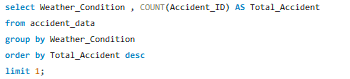 select Weather_Condition , COUNT(Accident_ID) AS Total_Accident
from accident_data
group by Weather_Condition
order by Total_Accident desc
limit 1;